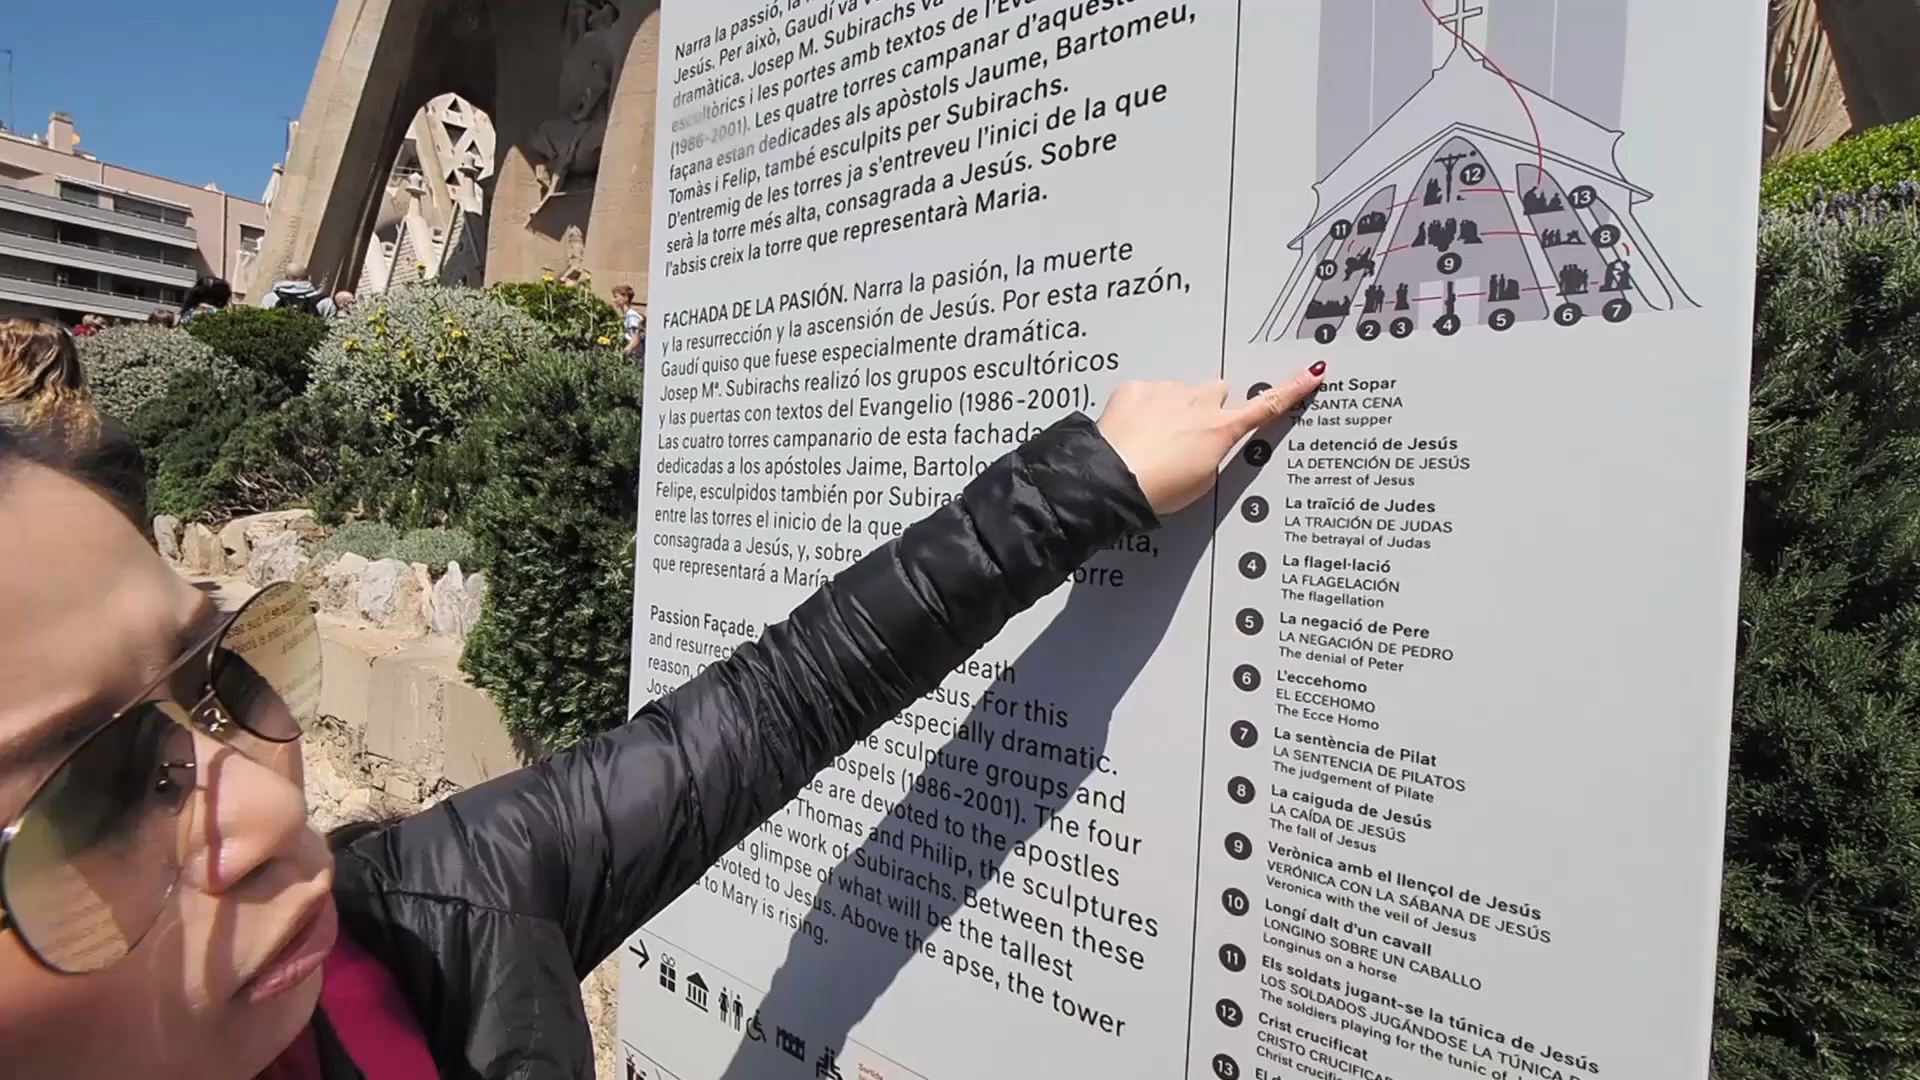 Narra la passió, la
Jesús. Per això, Gaudí va v
dramàtica. Josep M. Subirachs va
escultòrics i les portes amb textos de l'Eva
(1986-2001). Les quatre torres campanar d'aquesta
façana estan dedicades als apòstols Jaume, Bartomeu,
Tomàs i Felip, també esculpits per Subirachs.
D'entremig de les torres ja s'entreveu l'inici de la que
serà la torre més alta, consagrada a Jesús. Sobre
l'absis creix la torre que representarà Maria.
FACHADA DE LA PASIÓN. Narra la pasión, la muerte
y la resurrección y la ascensión de Jesús. Por esta razón,
Gaudí quiso que fuese especialmente dramática.
Josep Mª. Subirachs realizó los grupos escultóricos
y las puertas con textos del Evangelio (1986-2001).
Las cuatro torres campanario de esta fachada
dedicadas a los apóstoles Jaime, Bartolo
Felipe, esculpidos también por Subirac
entre las torres el inicio de la que alta,
consagrada a Jesús, y, sobre torre
que representará a María
Passion Façade.
and resurrect death
reason, esus. For this
Jose especially dramatic.
he sculpture groups and
ospels (1986-2001). The four
are devoted to the apostles
, Thomas and Philip, the sculptures
the work of Subirachs. Between these
a glimpse of what will be the tallest
evoted to Jesus. Above the apse, the tower
to Mary is rising.
11 12 13
10 9 8
1 2 3 4 5 6 7
ant Sopar
LA SANTA CENA
The last supper
2 La detenció de Jesús
LA DETENCIÓN DE JESÚS
The arrest of Jesus
3 La traïció de Judes
LA TRAICIÓN DE JUDAS
The betrayal of Judas
4 La flagel·lació
LA FLAGELACIÓN
The flagellation
5 La negació de Pere
LA NEGACIÓN DE PEDRO
The denial of Peter
6 L'eccehomo
EL ECCEHOMO
The Ecce Homo
7 La sentència de Pilat
LA SENTENCIA DE PILATOS
The judgement of Pilate
8 La caiguda de Jesús
LA CAÍDA DE JESÚS
The fall of Jesus
9 Verònica amb el llençol de Jesús
VERÓNICA CON LA SÁBANA DE JESÚS
Veronica with the veil of Jesus
10 Longí dalt d'un cavall
LONGINO SOBRE UN CABALLO
Longinus on a horse
11 Els soldats jugant-se la túnica de Jesús
LOS SOLDADOS JUGÁNDOSE LA TÚNICA D
The soldiers playing for the tunic of
12 Crist crucificat
CRISTO CRUCIFICA
Christ crucifi
13 El